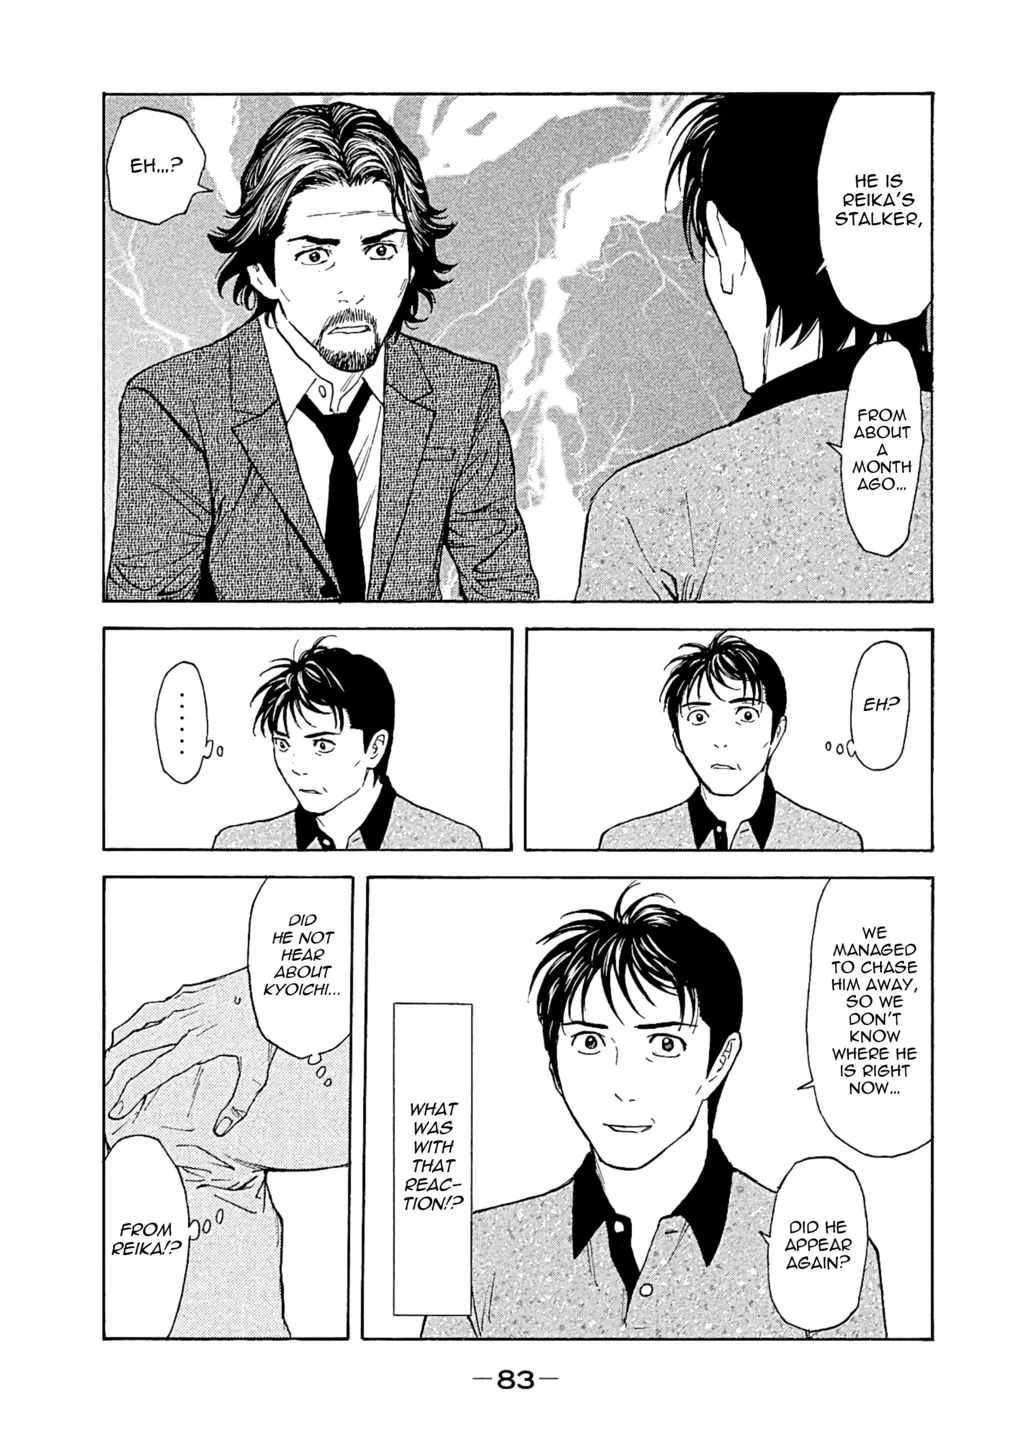 HE IS
REIKA'S
STALKER,
FROM
ABOUT
A
MONTH
AGO...
EH...?
EH?
......
WE
MANAGED
TO CHASE
HIM AWAY,
SO WE
DON'T
KNOW
WHERE HE
IS RIGHT
NOW...
DID HE
APPEAR
AGAIN?
WHAT
WAS
WITH
THAT
REAC-
TION!?
DID
HE NOT
HEAR
ABOUT
KYOICHI...
FROM
REIKA!?
—83—